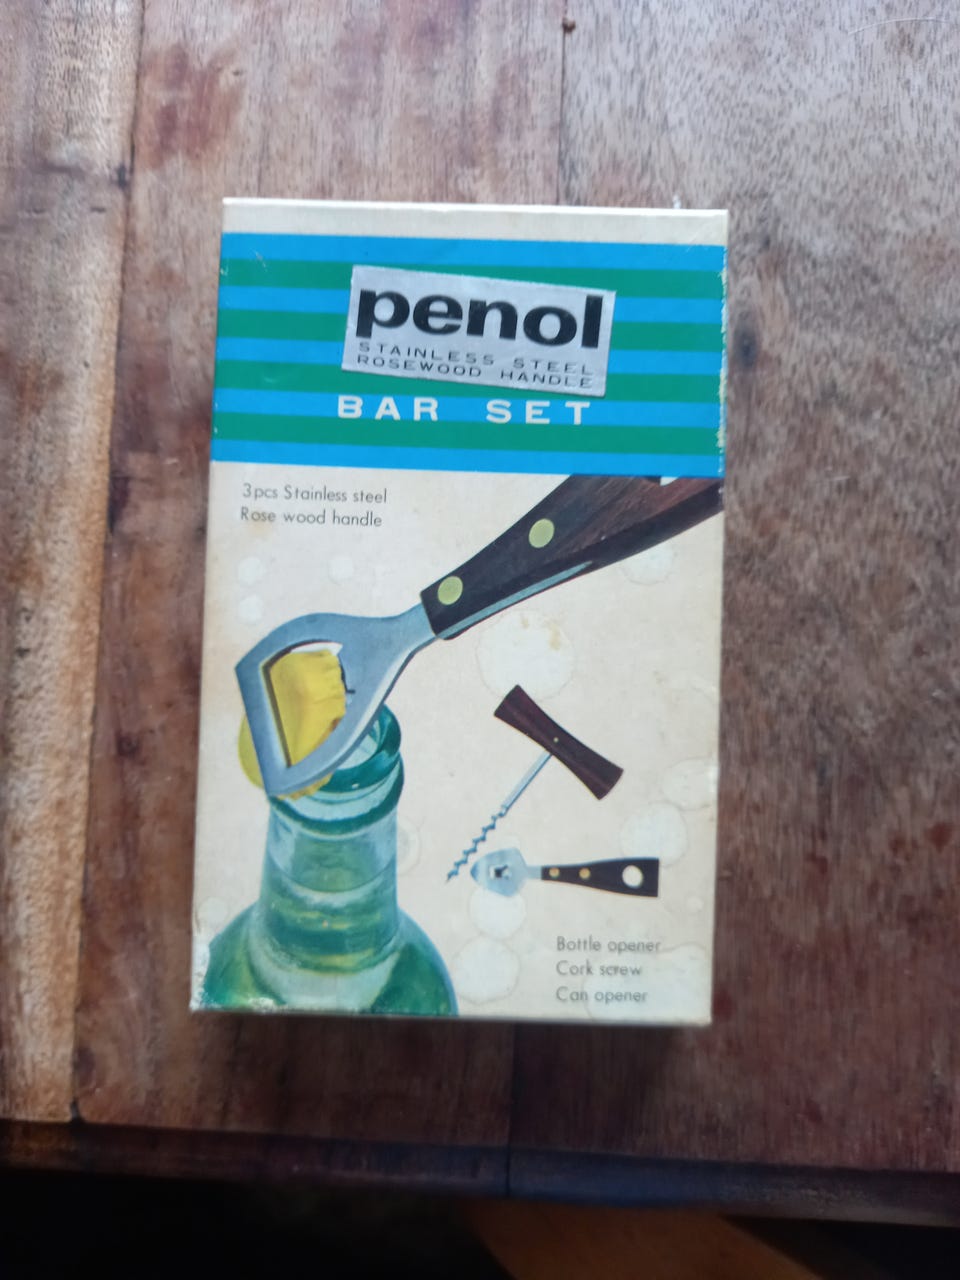 penol
STAINLESS STEEL
ROSEWOOD HANDLE
BAR SET
3pcs Stainless steel
Rose wood handle
Bottle opener
Cork screw
Can opener